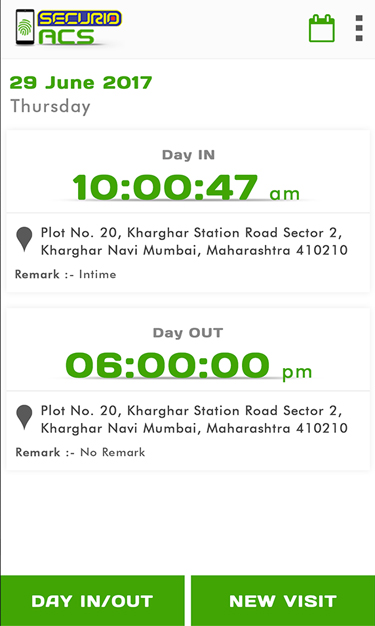 SECURIO
ACS
29 June 2017
Thursday
Day IN
10:00:47 am
Plot No. 20, Kharghar Station Road Sector 2,
Kharghar Navi Mumbai, Maharashtra 410210
Remark :- Intime
Day OUT
06:00:00 pm
Plot No. 20, Kharghar Station Road Sector 2,
Kharghar Navi Mumbai, Maharashtra 410210
Remark :- No Remark
DAY IN/OUT
NEW VISIT